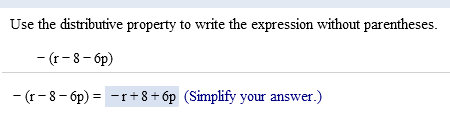 Use the distributive property to write the expression without parentheses.
− (r − 8 − 6p)
− (r − 8 − 6p) = −r + 8 + 6p (Simplify your answer.)